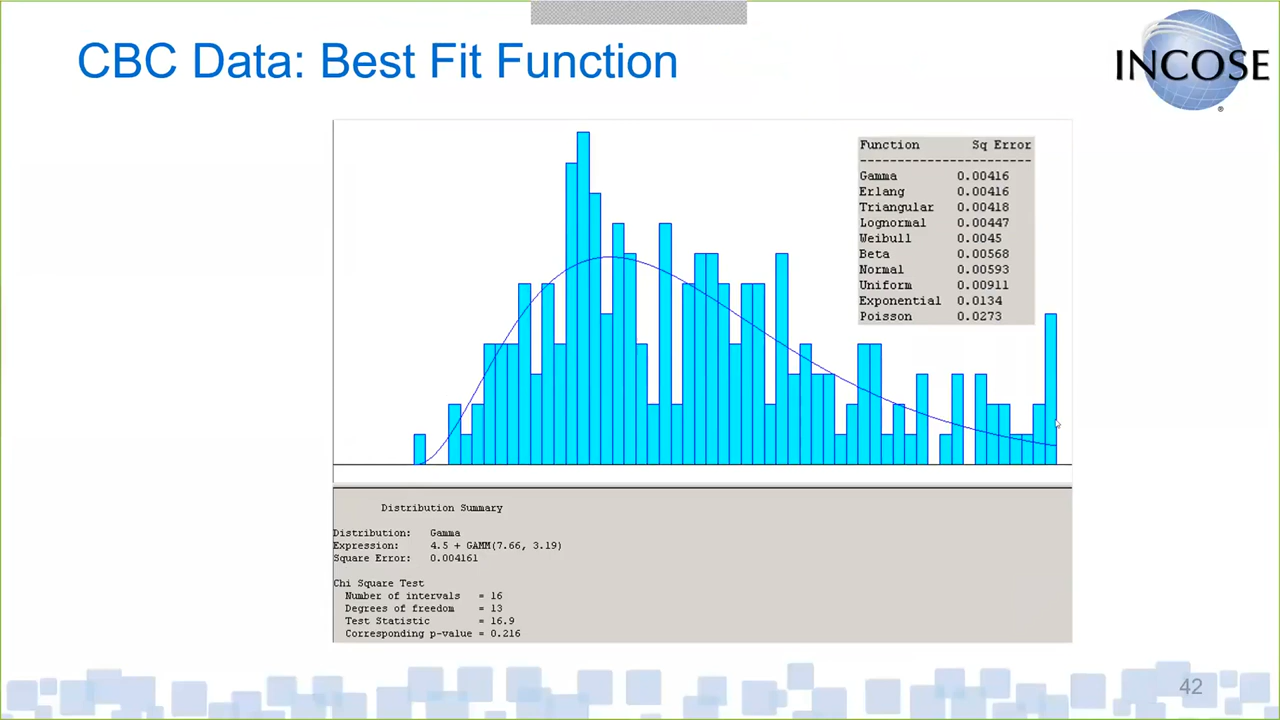 CBC Data: Best Fit Function
INCOSE
®
Function Sq Error
-----------------------
Gamma 0.00416
Erlang 0.00416
Triangular 0.00418
Lognormal 0.00447
Weibull 0.0045
Beta 0.00568
Normal 0.00593
Uniform 0.00911
Exponential 0.0134
Poisson 0.0273
Distribution Summary
Distribution: Gamma
Expression: 4.5 + GAMM(7.66, 3.19)
Square Error: 0.004161
Chi Square Test
Number of intervals = 16
Degrees of freedom = 13
Test Statistic = 16.9
Corresponding p-value = 0.216
42